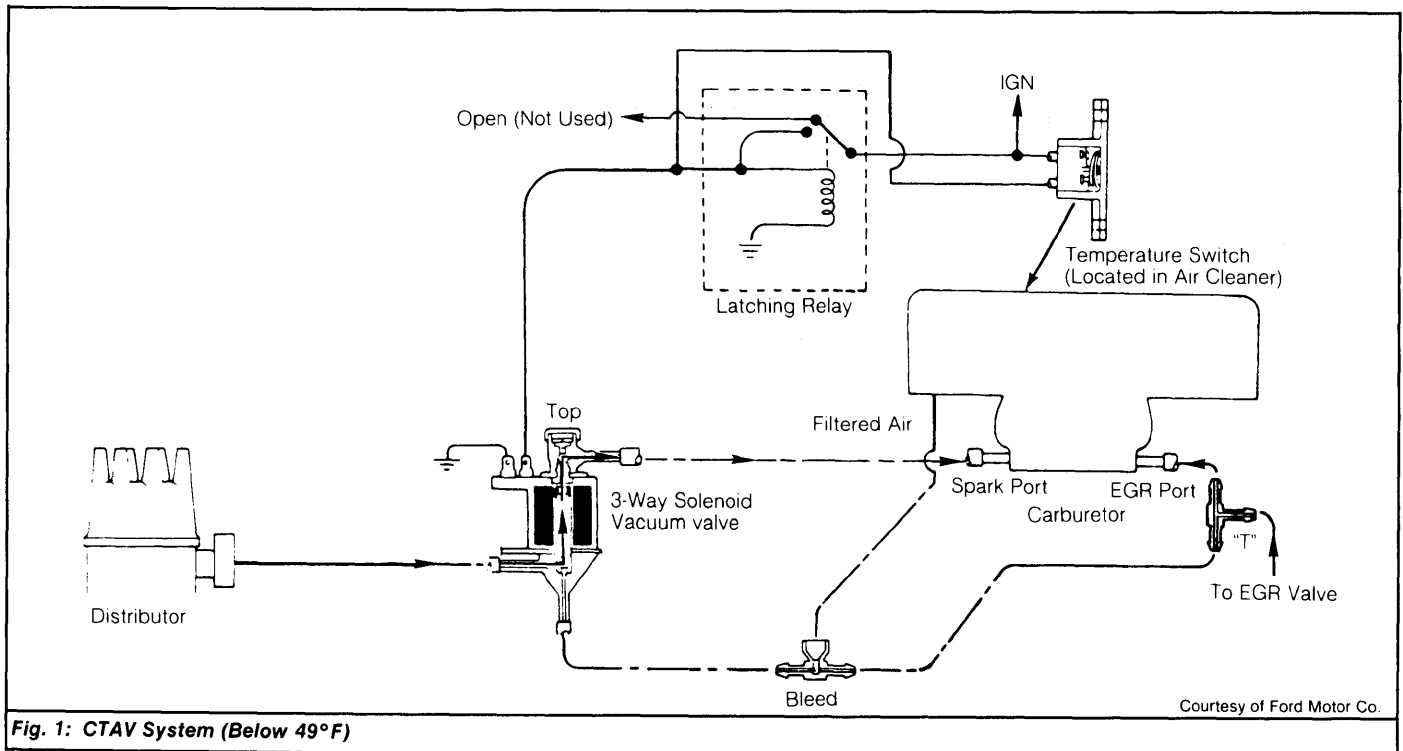 IGN
Open (Not Used)
Temperature Switch
(Located in Air Cleaner)
Latching Relay
Top
Filtered Air
3-Way Solenoid
Vacuum valve
Spark Port
EGR Port
Carburetor
"T"
To EGR Valve
Distributor
Bleed
Courtesy of Ford Motor Co.
Fig. 1: CTAV System (Below 49°F)